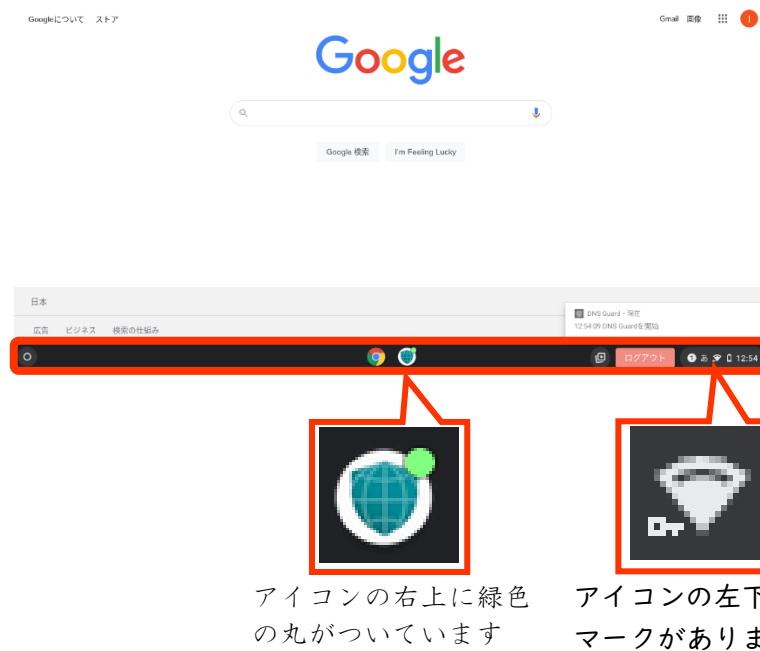 Googleについて ストア
Gmail 画像
I
Google
Google 検索 I'm Feeling Lucky
日本
DNS Guard・現在
12:54:09 DNS Guardを開始
広告 ビジネス 検索の仕組み
ログアウト 1 あ 12:54
アイコンの右上に緑色
の丸がついています
アイコンの左下
マークがありま